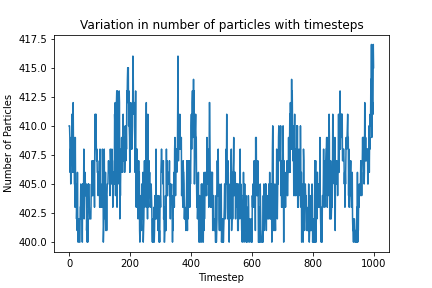 Variation in number of particles with timesteps
417.5
415.0
412.5
410.0
407.5
405.0
402.5
400.0
Number of Particles
0 200 400 600 800 1000
Timestep